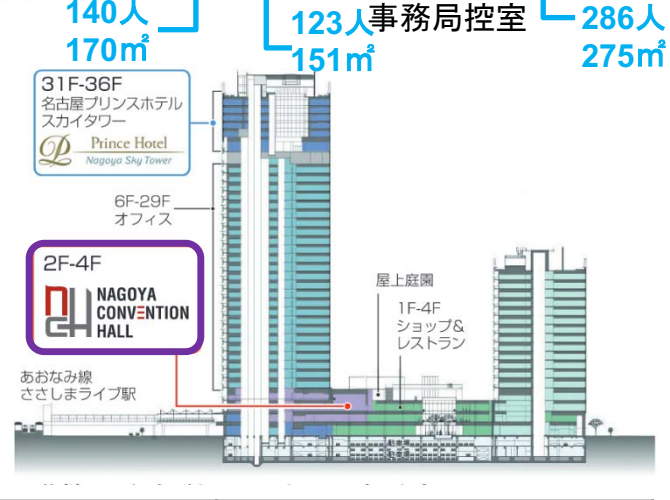 140人
170㎡
123人
151㎡
事務局控室
286人
275㎡
31F-36F
名古屋プリンスホテル
スカイタワー
Prince Hotel
Nagoya Sky Tower
6F-29F
オフィス
2F-4F
NAGOYA
CONVENTION
HALL
屋上庭園
1F-4F
ショップ&
レストラン
あおなみ線
ささしまライブ駅